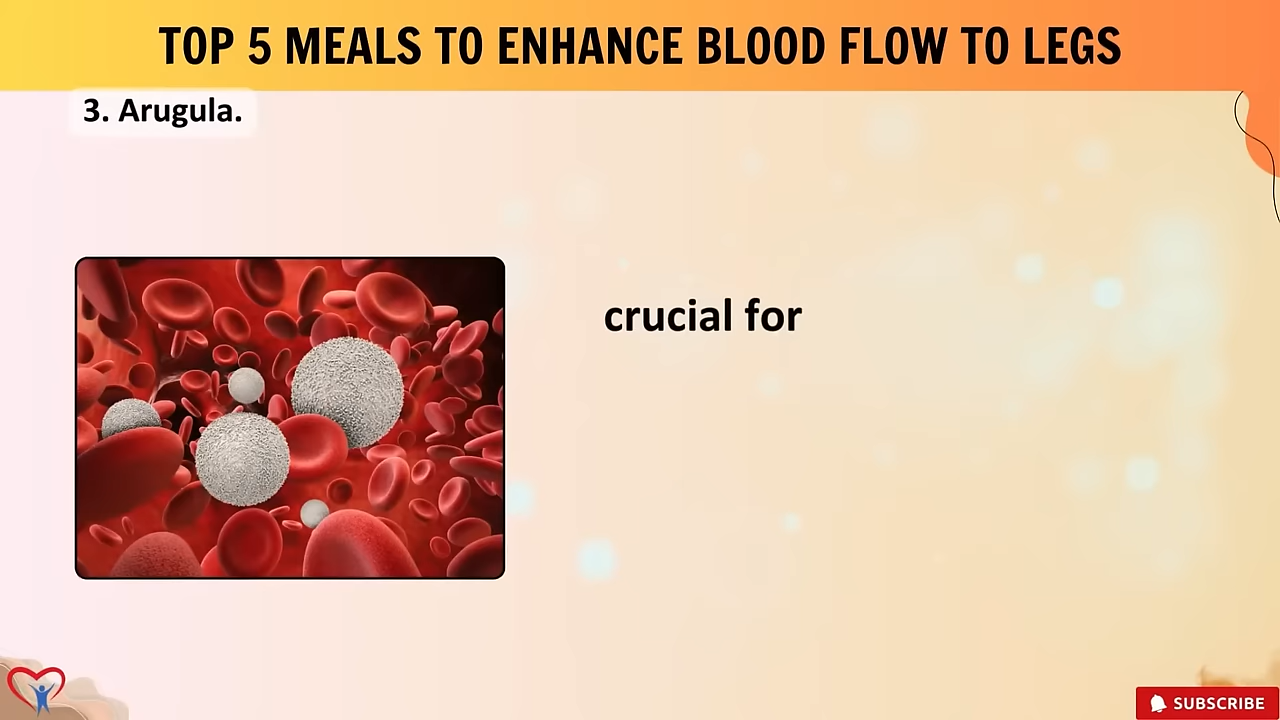 TOP 5 MEALS TO ENHANCE BLOOD FLOW TO LEGS
3. Arugula.
crucial for
SUBSCRIBE